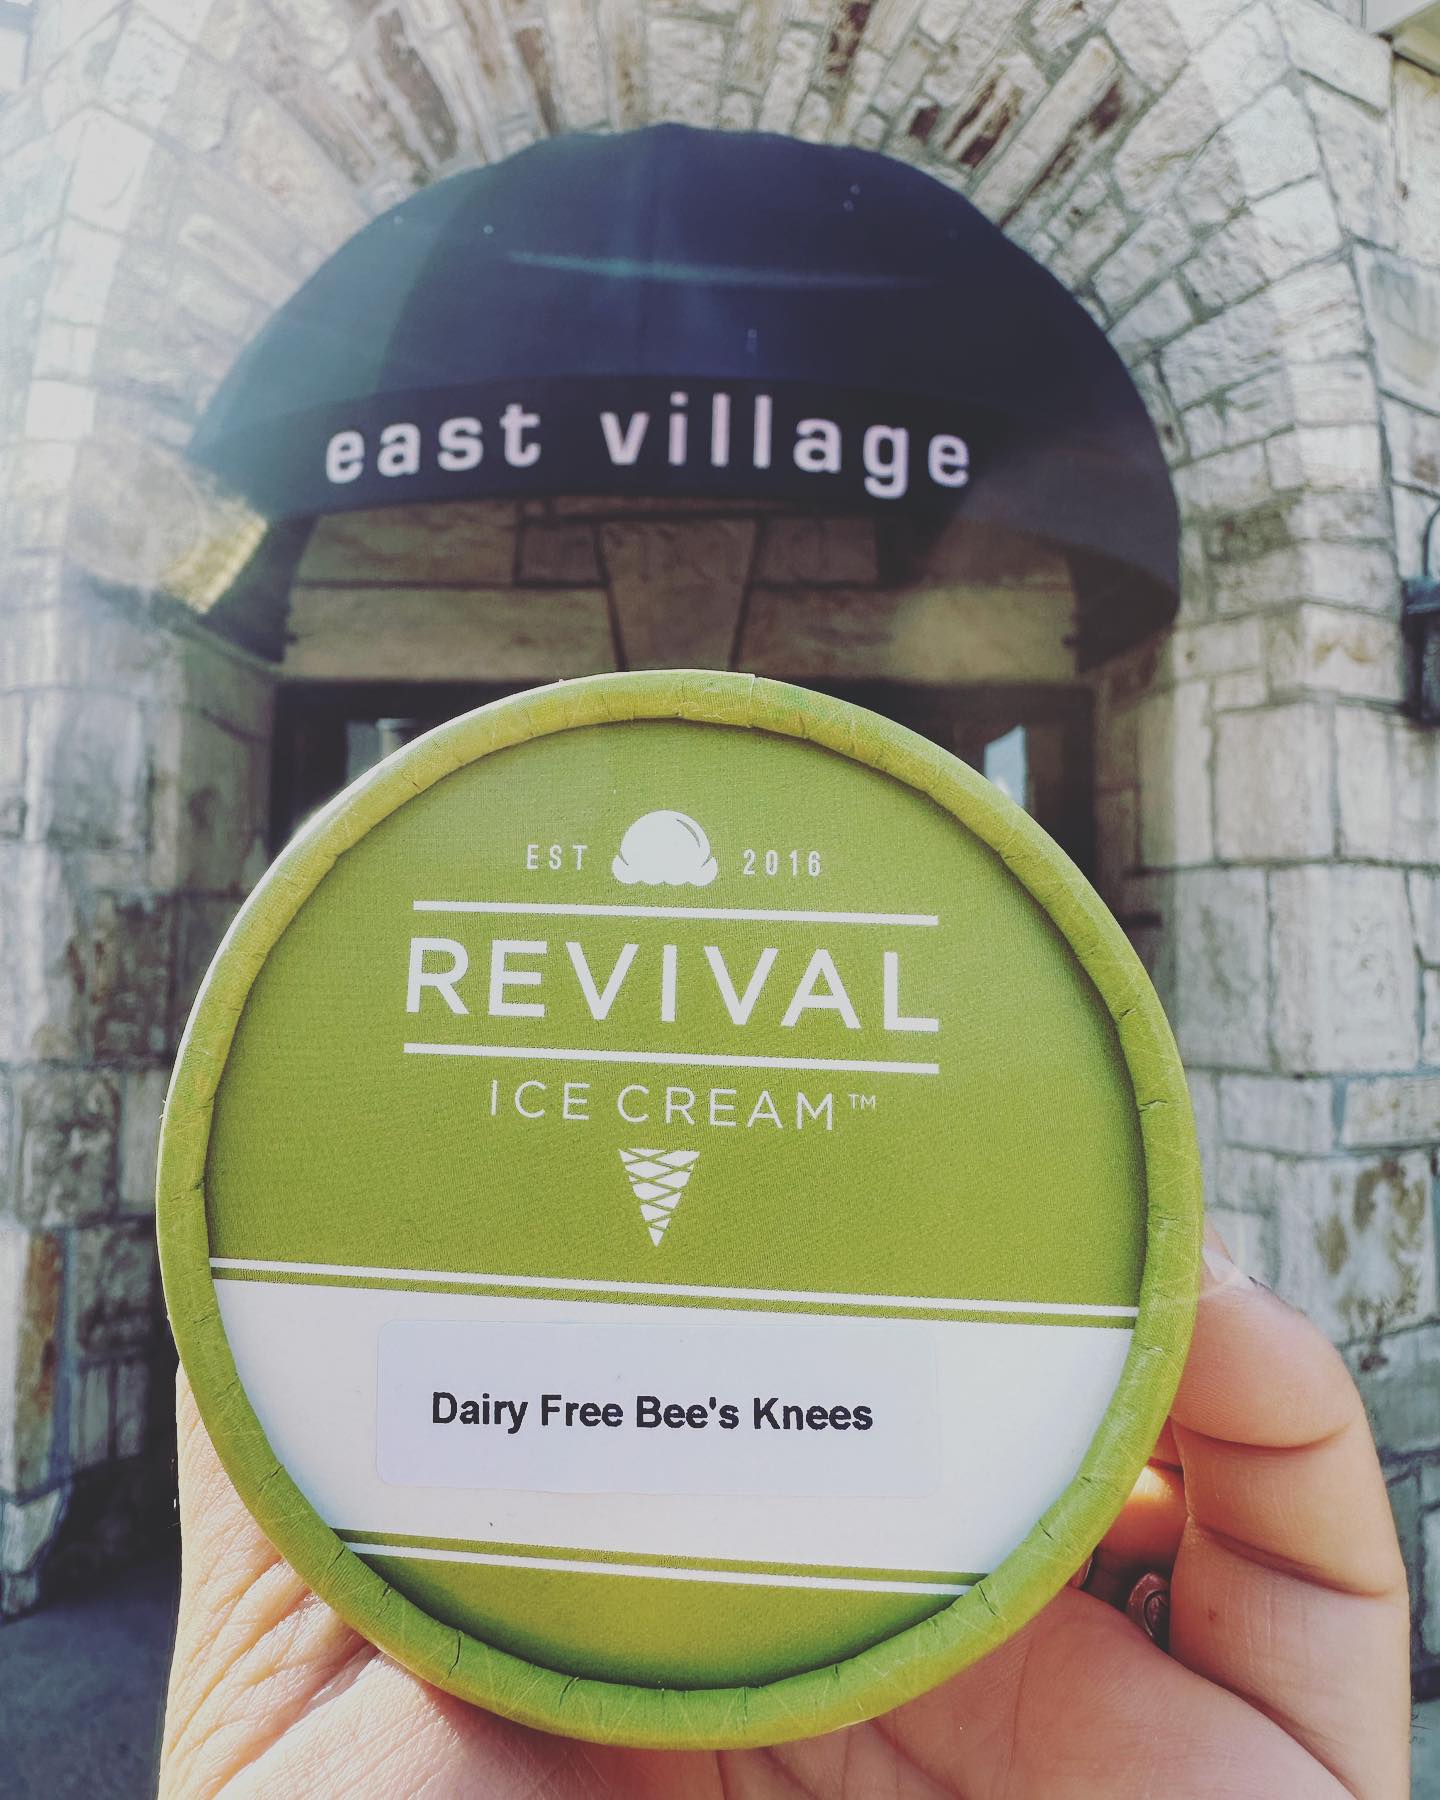 east village
EST 2016
REVIVAL
ICE CREAM™
Dairy Free Bee's Knees